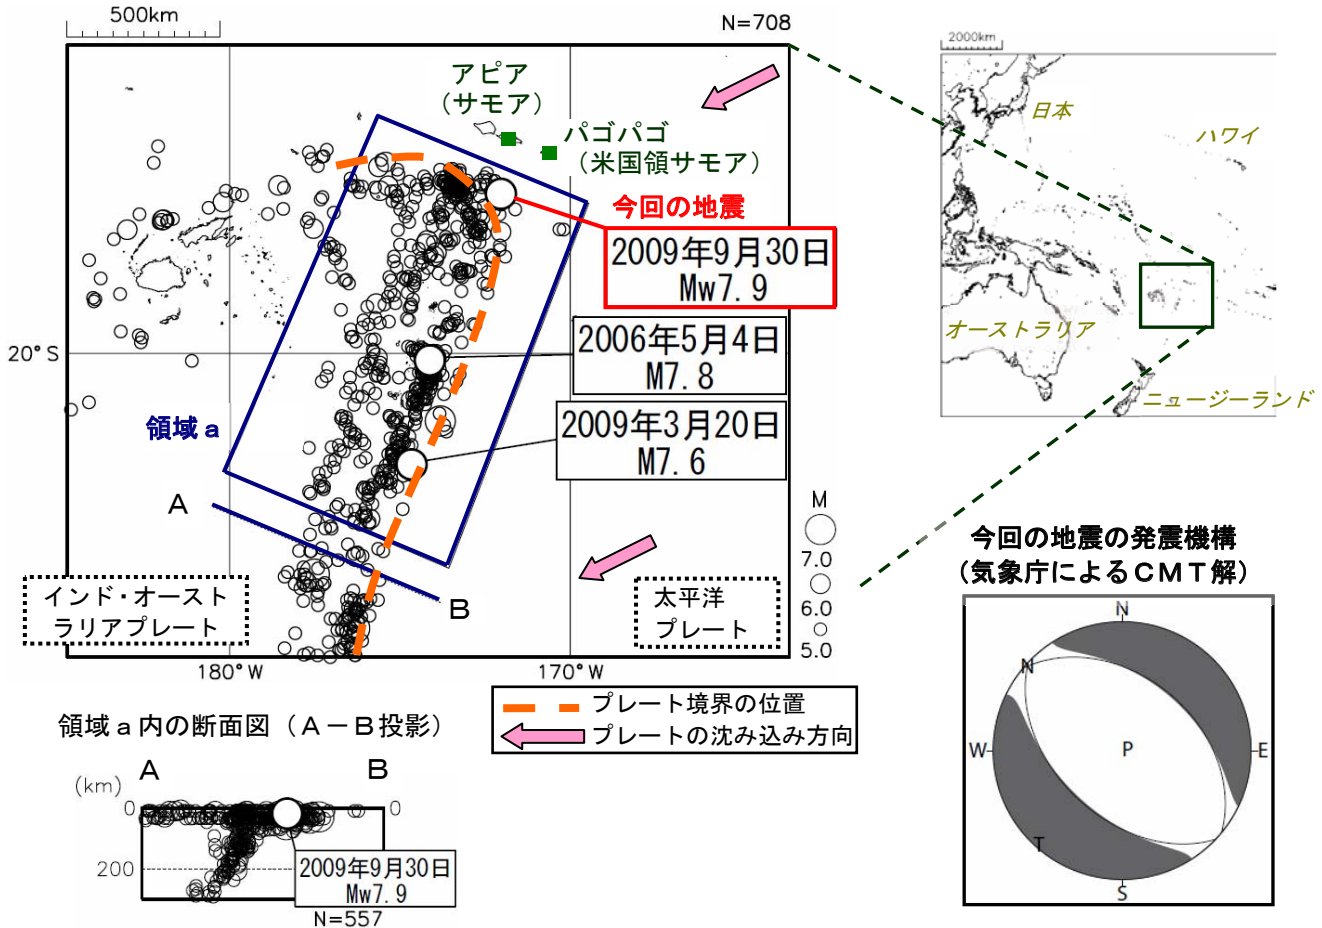 500km
N=708
アピア
（サモア）
パゴパゴ
（米国領サモア）
今回の地震
2009年9月30日
Mw7.9
2006年5月4日
M7.8
2009年3月20日
M7.6
20°S
領域a
A
B
インド・オースト
ラリアプレート
太平洋
プレート
M
7.0
6.0
5.0
180°W
170°W
プレート境界の位置
プレートの沈み込み方向
2000km
日本
ハワイ
オーストラリア
ニュージーランド
今回の地震の発震機構
（気象庁によるCMT解）
N
N
W
P
E
T
S
領域a内の断面図（A－B投影）
A
B
(km)
0
0
200
2009年9月30日
Mw7.9
N=557